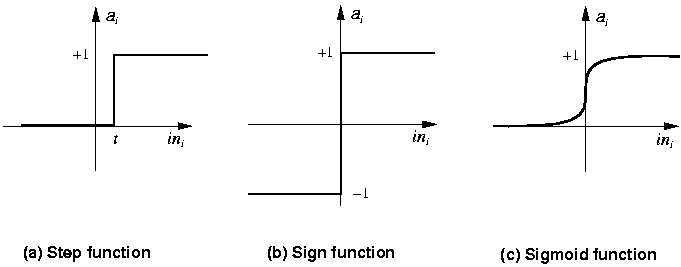 a_i
+1
t
in_i
(a) Step function
a_i
+1
in_i
−1
(b) Sign function
a_i
+1
in_i
(c) Sigmoid function